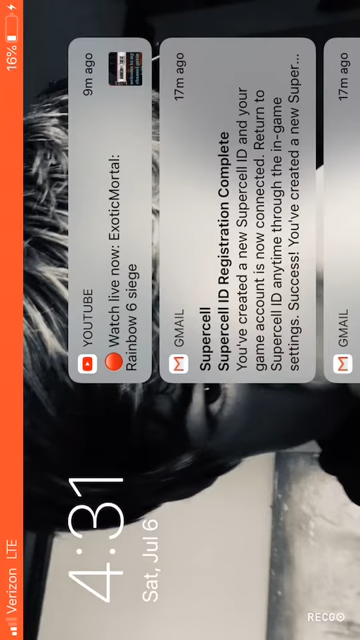 Verizon LTE
16%
4:31
Sat, Jul 6
YOUTUBE
9m ago
Watch live now: ExoticMortal:
Rainbow 6 siege
GMAIL
17m ago
Supercell
Supercell ID Registration Complete
You've created a new Supercell ID and your
game account is now connected. Return to
Supercell ID anytime through the in-game
settings. Success! You've created a new Super...
GMAIL
17m ago
RECGO